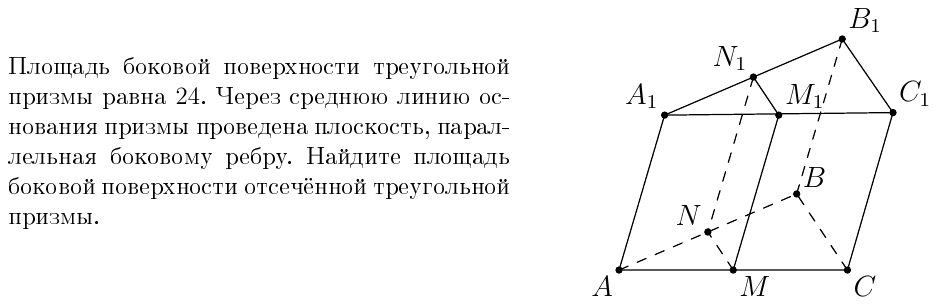 Площадь боковой поверхности треугольной
призмы равна 24. Через среднюю линию ос-
нования призмы проведена плоскость, парал-
лельная боковому ребру. Найдите площадь
боковой поверхности отсечённой треугольной
призмы.
B₁
N₁
A₁
M₁
C₁
B
N
A
M
C